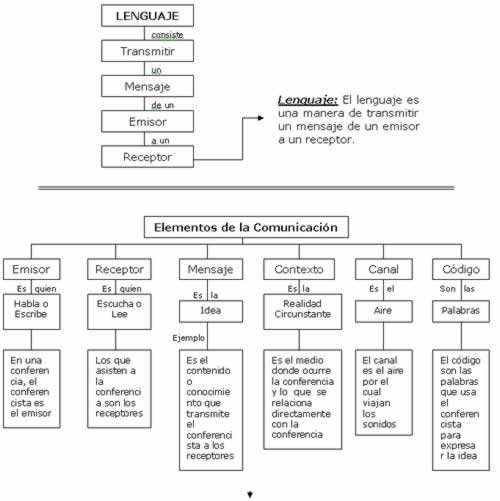 LENGUAJE
consiste
Transmitir
un
Mensaje
de un
Emisor
a un
Receptor
Lenguaje: El lenguaje es
una manera de transmitir
un mensaje de un emisor
a un receptor.
Elementos de la Comunicación
Emisor
Es quien
Habla o
Escribe
En una
conferen
cia, el
conferen
cista es
el emisor
Receptor
Es quien
Escucha o
Lee
Los que
asisten a
la
conferenci
a son los
receptores
Mensaje
Es la
Idea
Ejemplo
Es el
contenido
o
conocimie
nto que
transmite
el
conferenci
sta a los
receptores
Contexto
Es la
Realidad
Circunstante
Es el medio
donde ocurre
la conferencia
y lo que se
relaciona
directamente
con la
conferencia
Canal
Es el
Aire
El canal
es el aire
por el
cual
viajan
los
sonidos
Código
Son las
Palabras
El código
son las
palabras
que usa
el
conferen
cista
para
expresa
r la idea